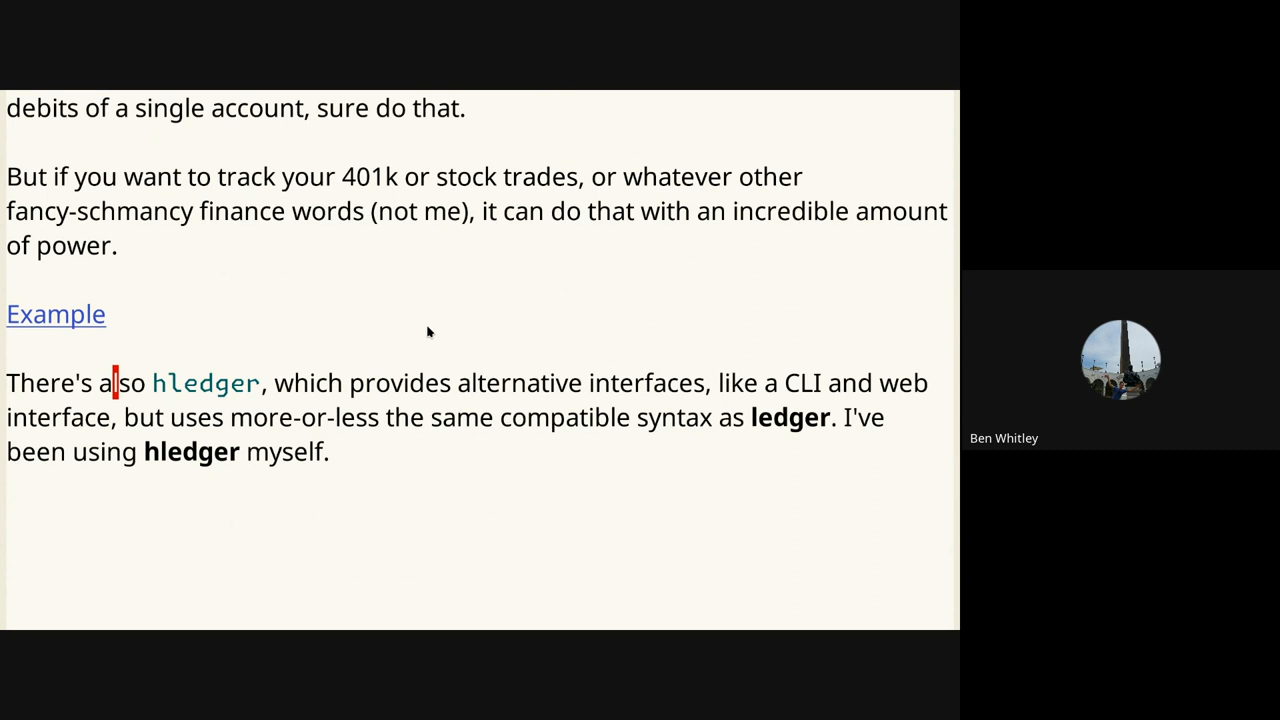 debits of a single account, sure do that.
But if you want to track your 401k or stock trades, or whatever other
fancy-schmancy finance words (not me), it can do that with an incredible amount
of power.
Example
There's also hledger, which provides alternative interfaces, like a CLI and web
interface, but uses more-or-less the same compatible syntax as ledger. I've
been using hledger myself.
Ben Whitley